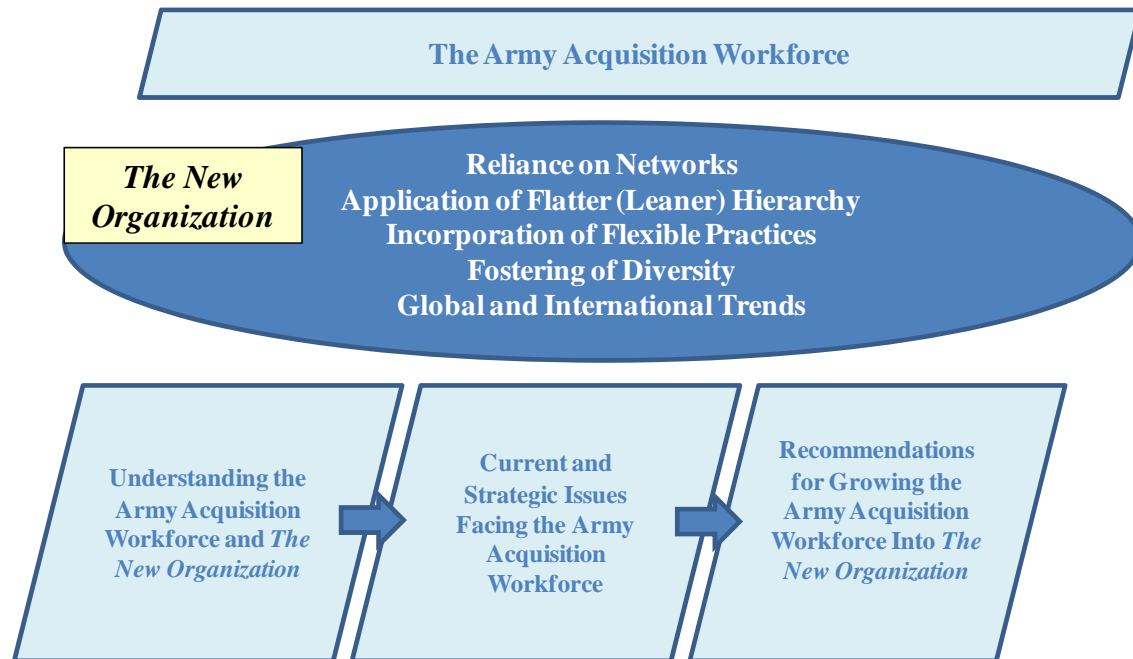 The Army Acquisition Workforce
The New
Organization
Reliance on Networks
Application of Flatter (Leaner) Hierarchy
Incorporation of Flexible Practices
Fostering of Diversity
Global and International Trends
Understanding the
Army Acquisition
Workforce and The
New Organization
Current and
Strategic Issues
Facing the Army
Acquisition
Workforce
Recommendations
for Growing the
Army Acquisition
Workforce Into The
New Organization